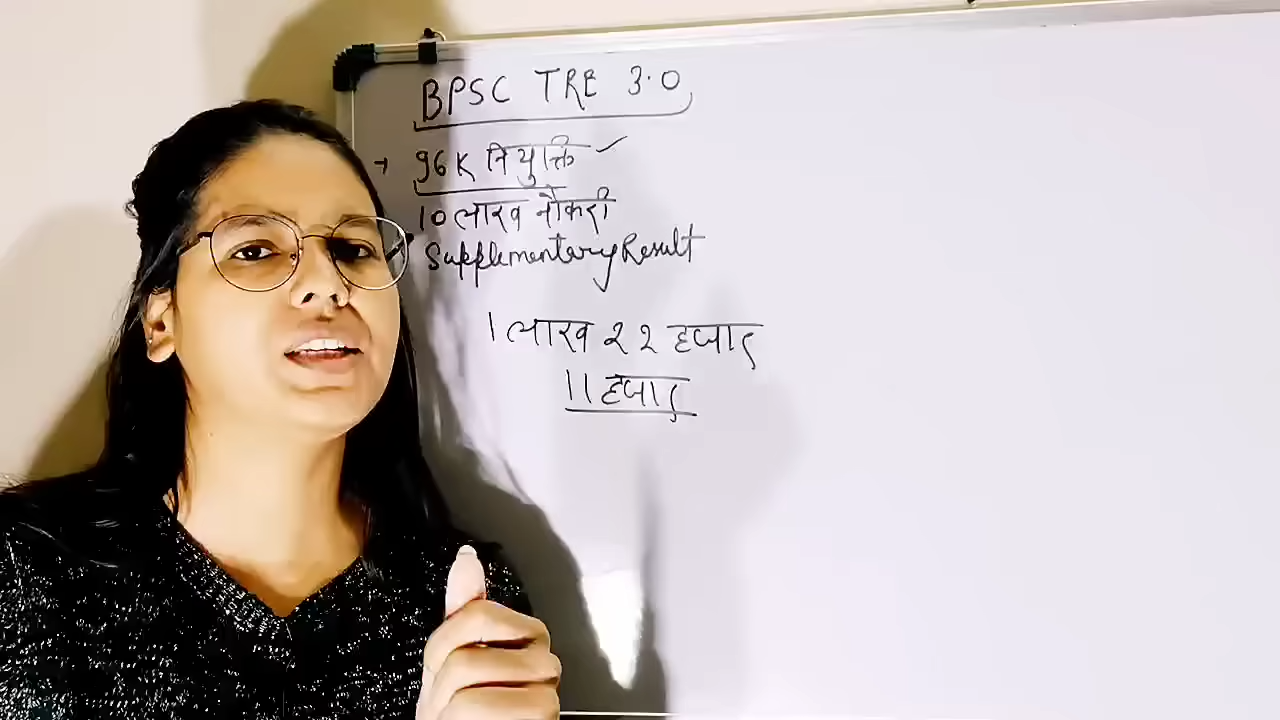 BPSC TRE 3.0
→ 96K नियुक्ति ✓
10 लाख नौकरी
Supplementary Result
1 लाख 22 हजार
11 हजार